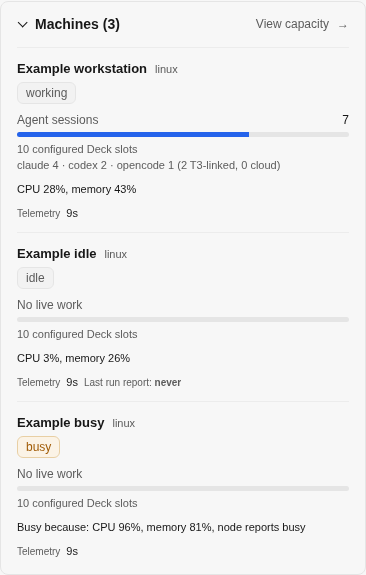 Machines (3) View capacity →
Example workstation linux
working
Agent sessions 7
10 configured Deck slots
claude 4 · codex 2 · opencode 1 (2 T3-linked, 0 cloud)
CPU 28%, memory 43%
Telemetry 9s
Example idle linux
idle
No live work
10 configured Deck slots
CPU 3%, memory 26%
Telemetry 9s Last run report: never
Example busy linux
busy
No live work
10 configured Deck slots
Busy because: CPU 96%, memory 81%, node reports busy
Telemetry 9s